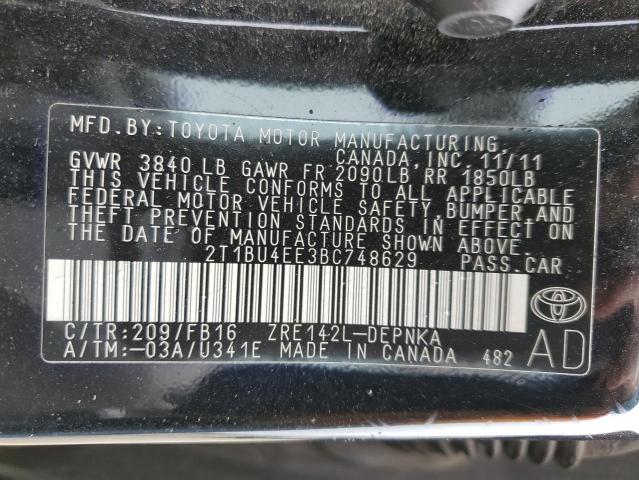 MFD.BY:TOYOTA MOTOR MANUFACTURING,
CANADA, INC. 11/11
GVWR 3840 LB GAWR FR 2090LB, RR 1850LB
THIS VEHICLE CONFORMS TO ALL APPLICABLE
FEDERAL MOTOR VEHICLE SAFETY, BUMPER, AND
THEFT PREVENTION STANDARDS IN EFFECT ON
THE DATE OF MANUFACTURE SHOWN ABOVE.
2T1BU4EE3BC748629 PASS.CAR
C/TR:209/FB16 ZRE142L-DEPNKA
A/TM:-03A/U341E MADE IN CANADA 482
AD